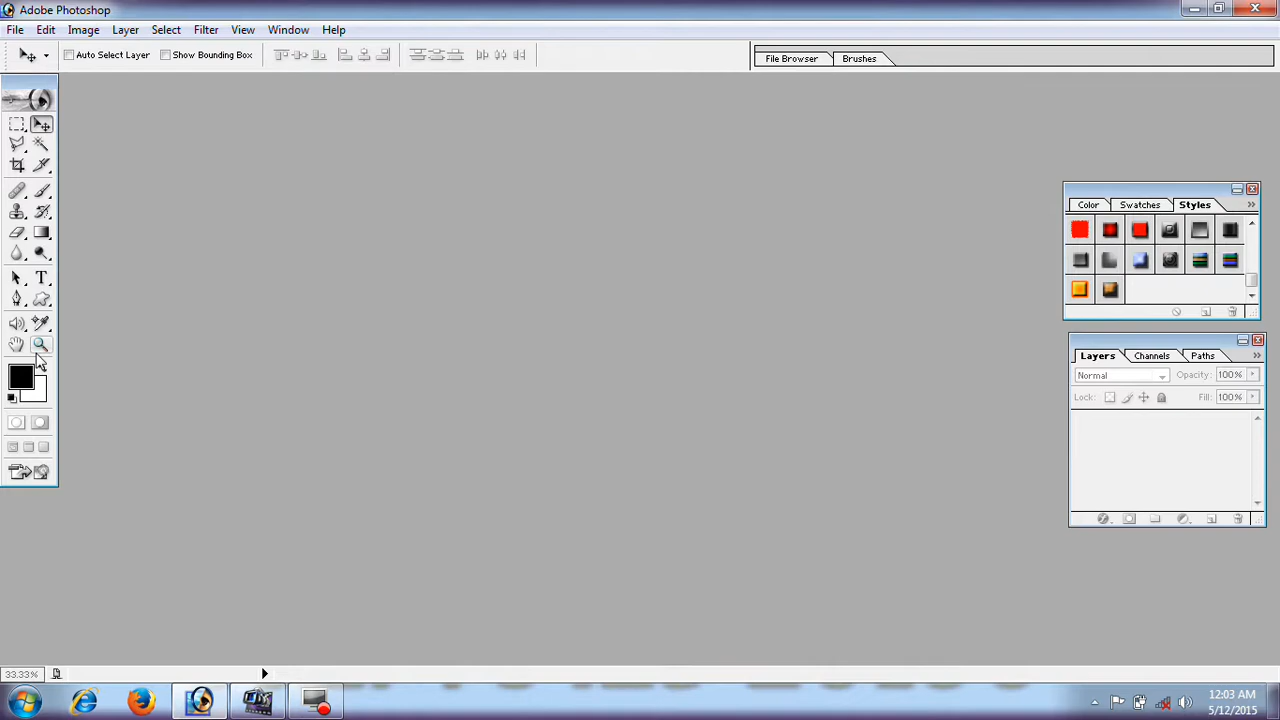 Adobe Photoshop
File Edit Image Layer Select Filter View Window Help
Auto Select Layer Show Bounding Box File Browser Brushes
Color Swatches Styles
Layers Channels Paths
Normal Opacity: 100%
Lock: Fill: 100%
33.33%
12:03 AM
5/12/2015